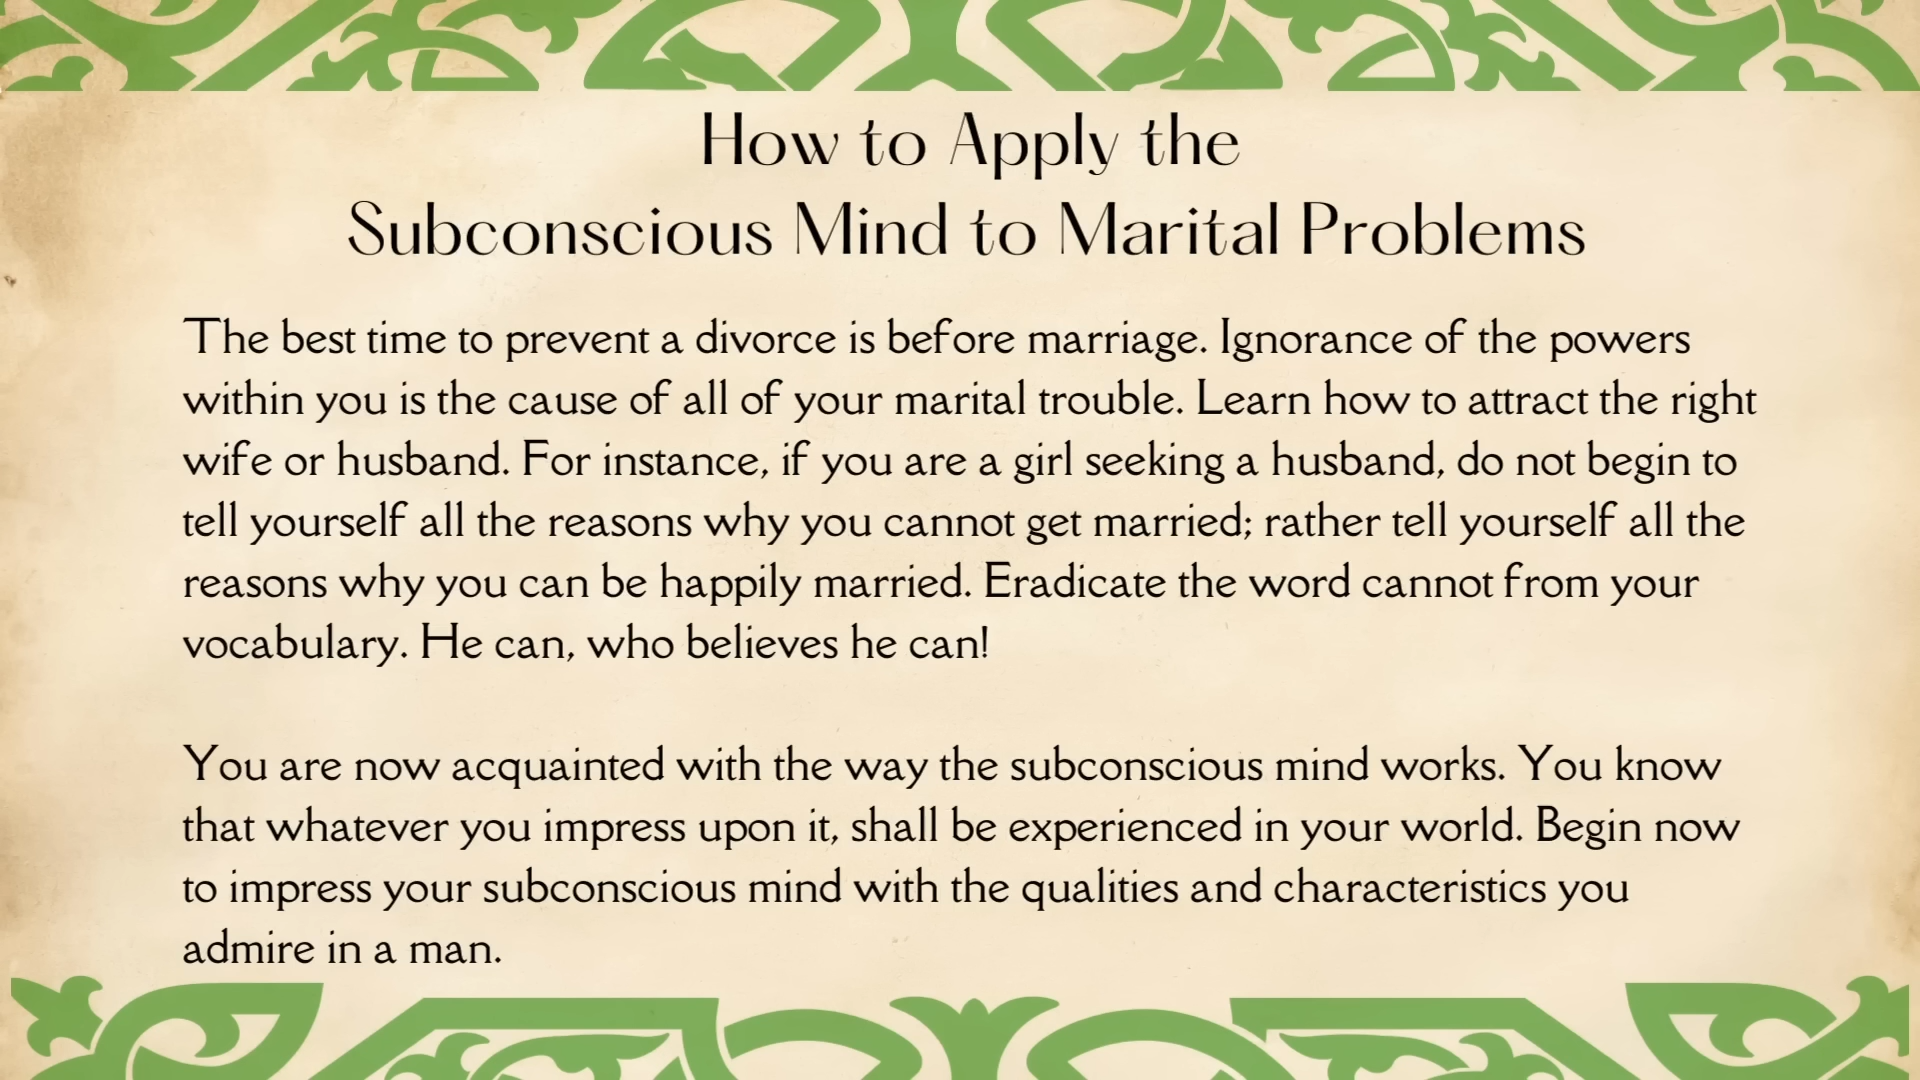 How to Apply the
Subconscious Mind to Marital Problems
The best time to prevent a divorce is before marriage. Ignorance of the powers
within you is the cause of all of your marital trouble. Learn how to attract the right
wife or husband. For instance, if you are a girl seeking a husband, do not begin to
tell yourself all the reasons why you cannot get married; rather tell yourself all the
reasons why you can be happily married. Eradicate the word cannot from your
vocabulary. He can, who believes he can!
You are now acquainted with the way the subconscious mind works. You know
that whatever you impress upon it, shall be experienced in your world. Begin now
to impress your subconscious mind with the qualities and characteristics you
admire in a man.